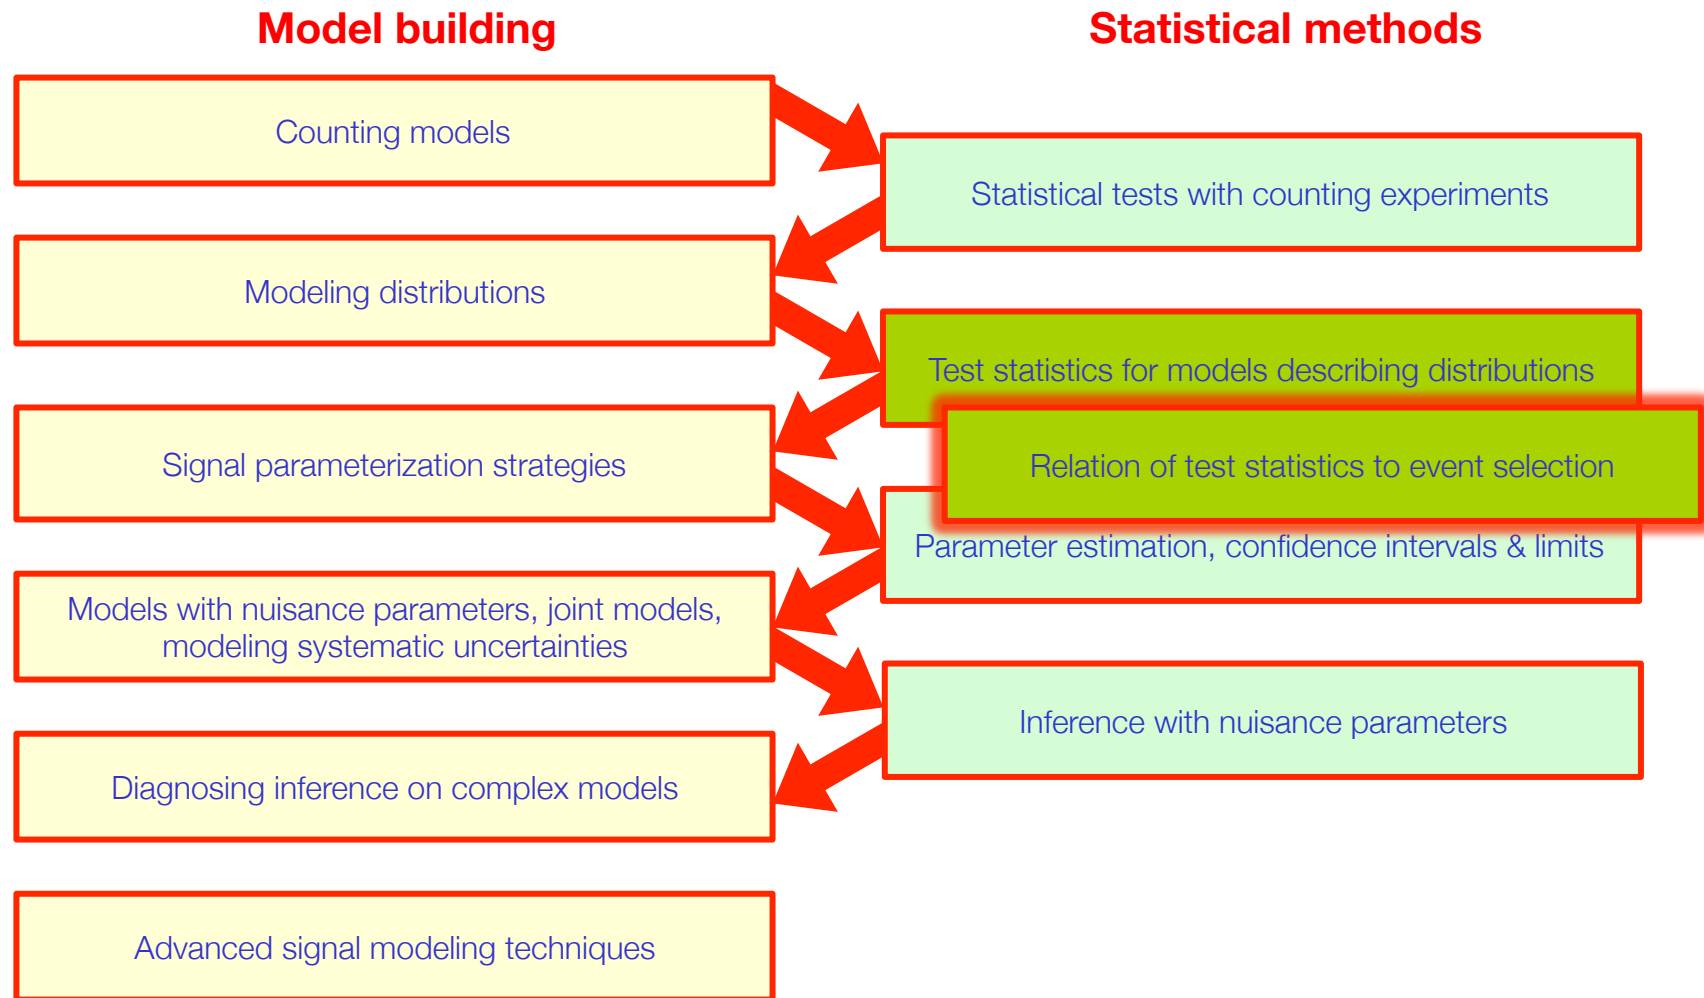 Model building
Statistical methods
Counting models
Statistical tests with counting experiments
Modeling distributions
Test statistics for models describing distributions
Relation of test statistics to event selection
Signal parameterization strategies
Parameter estimation, confidence intervals & limits
Models with nuisance parameters, joint models,
modeling systematic uncertainties
Inference with nuisance parameters
Diagnosing inference on complex models
Advanced signal modeling techniques